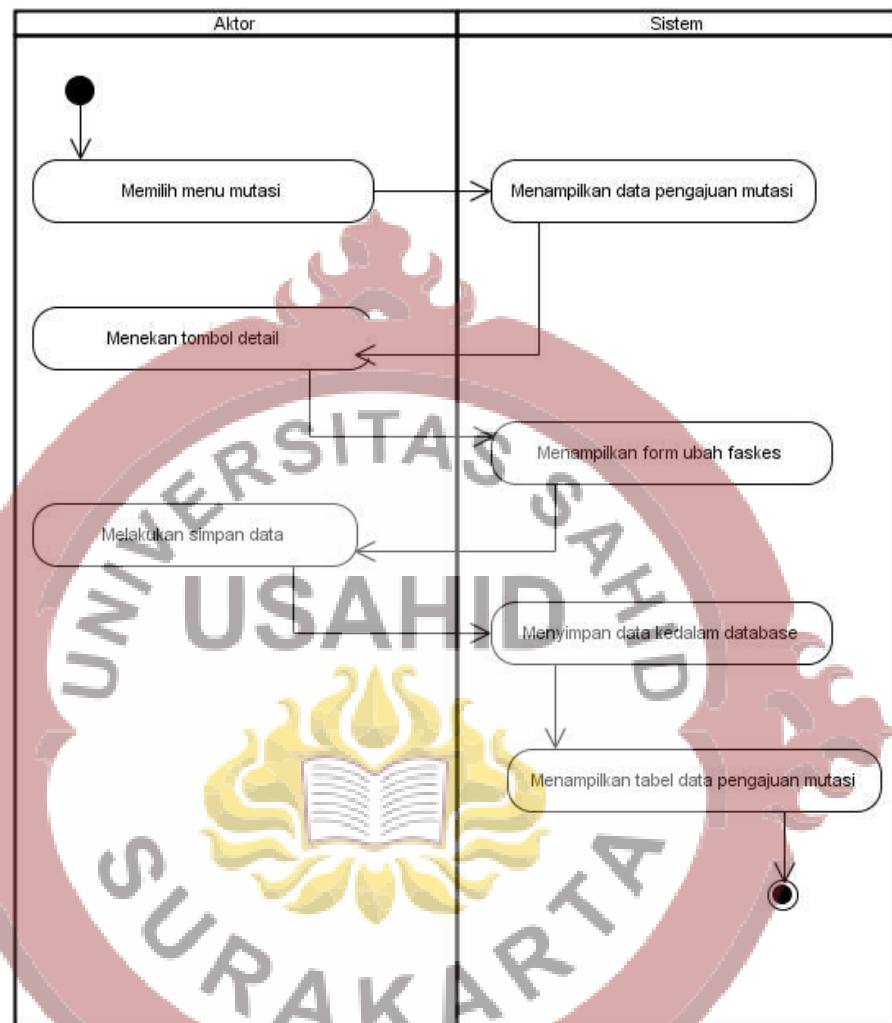 Aktor
Sistem
Memilih menu mutasi
Menampilkan data pengajuan mutasi
Menekan tombol detail
Menampilkan form ubah faskes
Melakukan simpan data
Menyimpan data kedalam database
Menampilkan tabel data pengajuan mutasi
UNIVERSITAS SAHID
USAHID
SURAKARTA